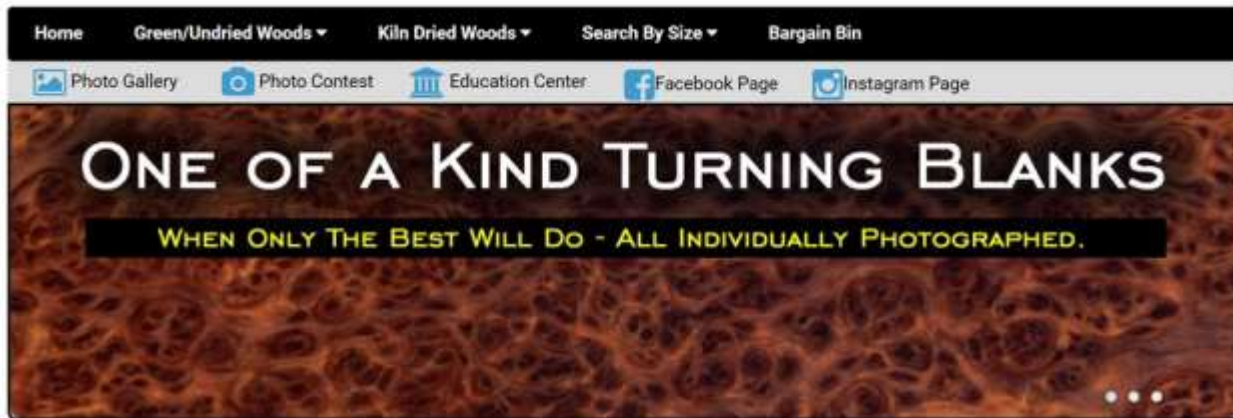 Home Green/Undried Woods Kiln Dried Woods Search By Size Bargain Bin
Photo Gallery Photo Contest Education Center Facebook Page Instagram Page
ONE OF A KIND TURNING BLANKS
WHEN ONLY THE BEST WILL DO - ALL INDIVIDUALLY PHOTOGRAPHED.